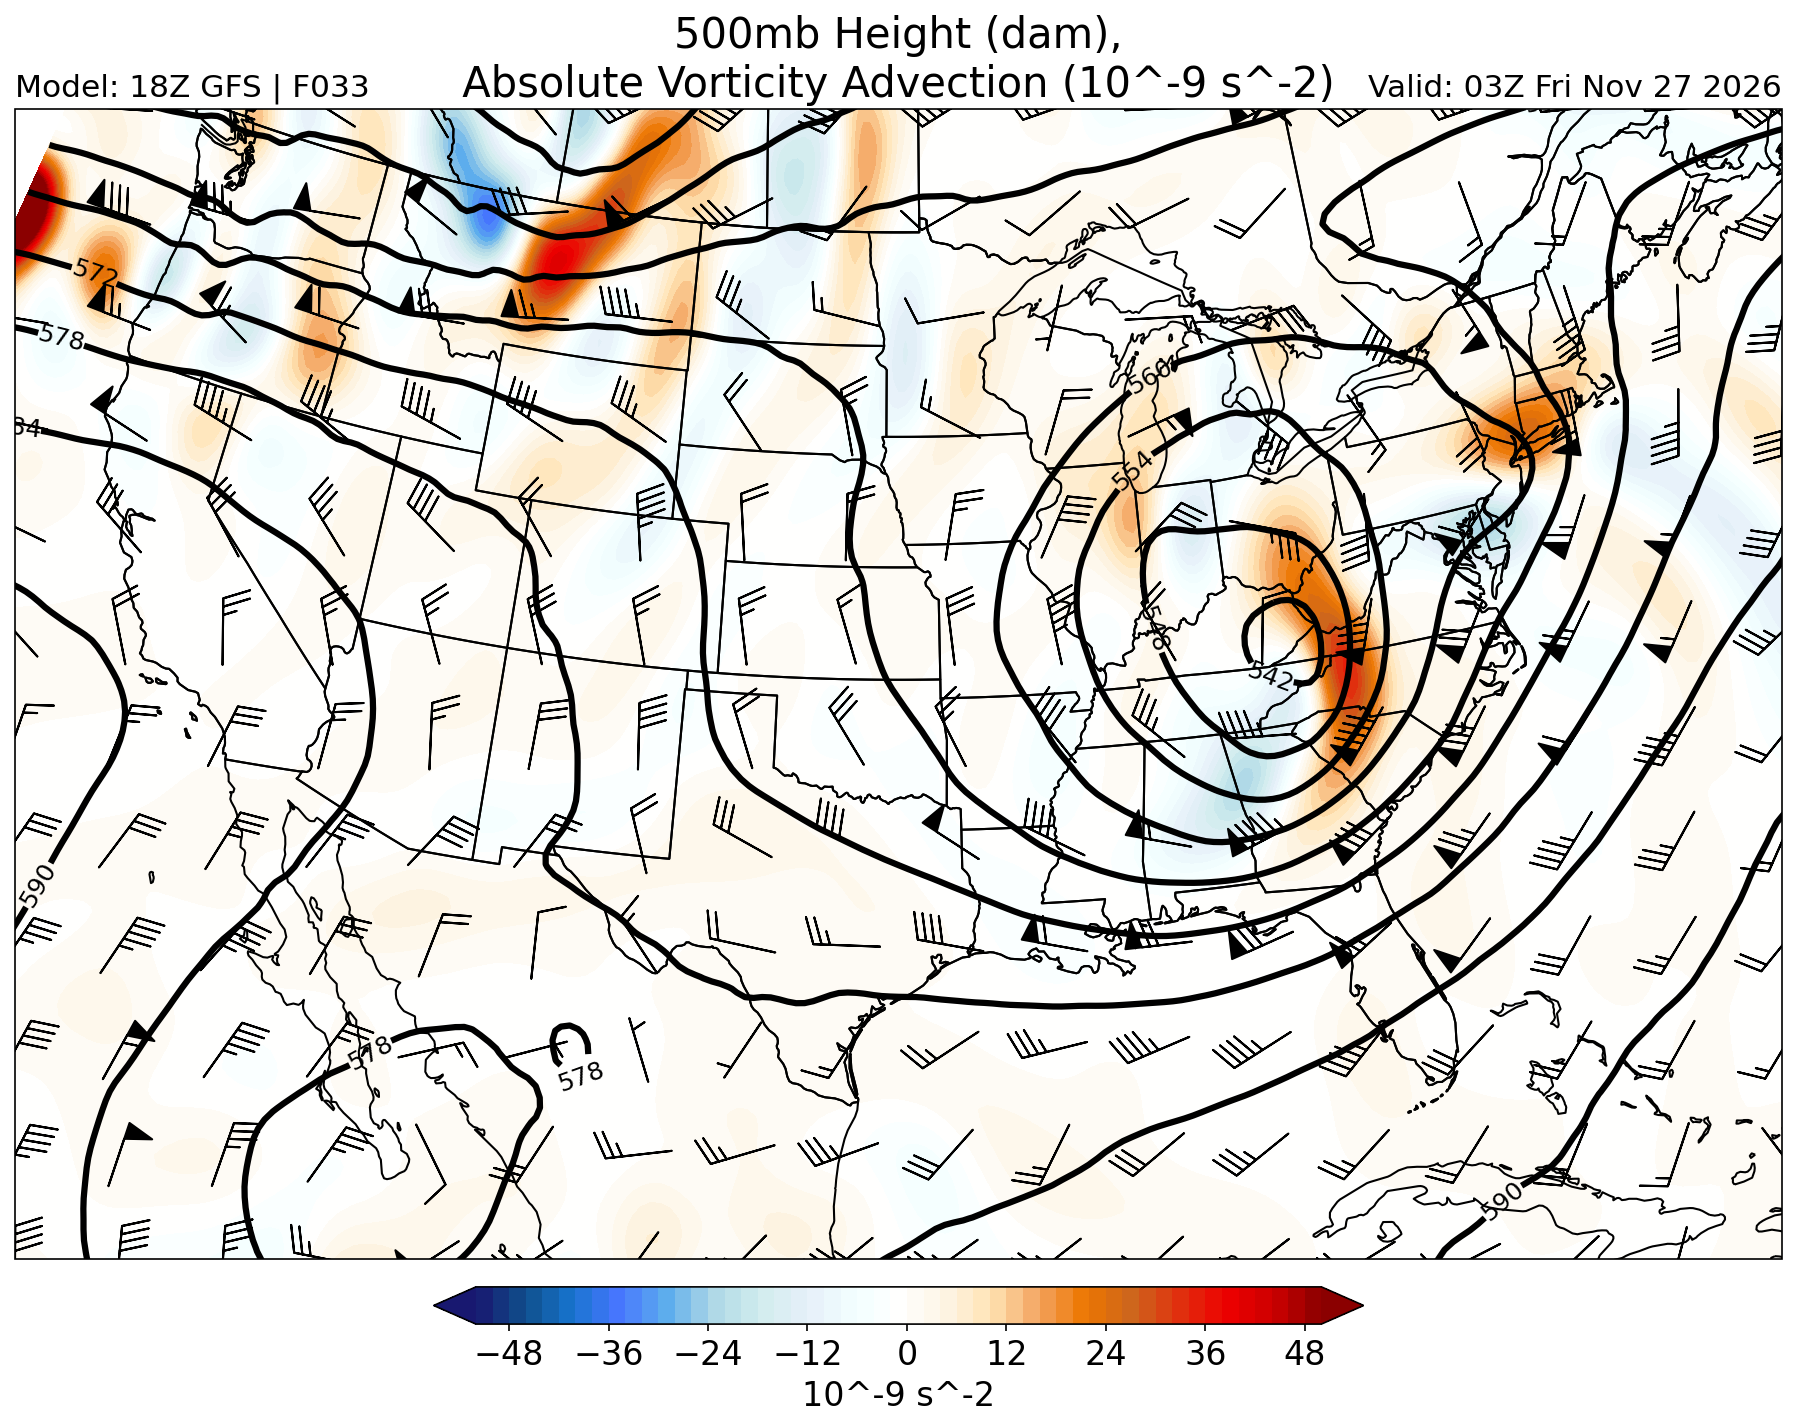 500mb Height (dam),
Model: 18Z GFS | F033 Absolute Vorticity Advection (10^-9 s^-2) Valid: 03Z Fri Nov 27 2026
572
578
34
560
554
548
542
590
578
578
590
−48 −36 −24 −12 0 12 24 36 48
10^-9 s^-2